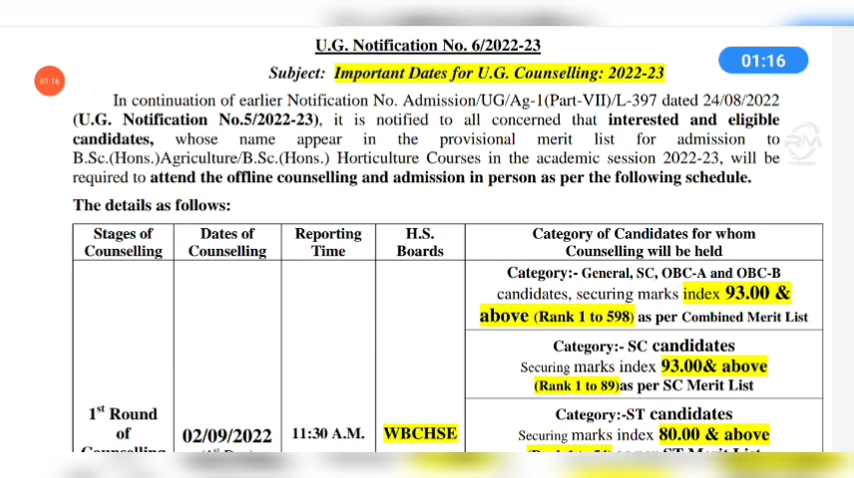 U.G. Notification No. 6/2022-23
01:16
01:16
Subject: Important Dates for U.G. Counselling: 2022-23
In continuation of earlier Notification No. Admission/UG/Ag-1(Part-VII)/L-397 dated 24/08/2022
(U.G. Notification No.5/2022-23), it is notified to all concerned that interested and eligible
candidates, whose name appear in the provisional merit list for admission to
B.Sc.(Hons.)Agriculture/B.Sc.(Hons.) Horticulture Courses in the academic session 2022-23, will be
required to attend the offline counselling and admission in person as per the following schedule.
RM
The details as follows:
Stages of
Counselling
Dates of
Counselling
Reporting
Time
H.S.
Boards
Category of Candidates for whom
Counselling will be held
Category:- General, SC, OBC-A and OBC-B
candidates, securing marks index 93.00 &
above (Rank 1 to 598) as per Combined Merit List
Category:- SC candidates
Securing marks index 93.00& above
(Rank 1 to 89)as per SC Merit List
1st Round
of
Counselling
02/09/2022
11:30 A.M.
WBCHSE
Category:-ST candidates
Securing marks index 80.00 & above